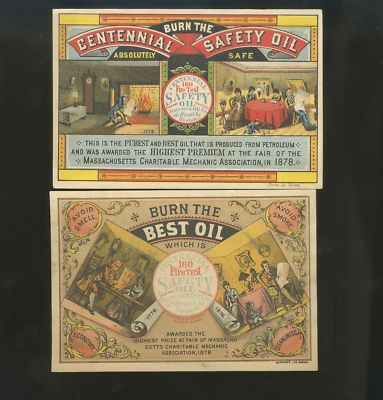 BURN THE
CENTENNIAL SAFETY OIL
ABSOLUTELY SAFE
CENTENNIAL
160
Fire Test
SAFETY
OIL
1776
THIS IS THE PUREST AND BEST OIL THAT IS PRODUCED FROM PETROLEUM
AND WAS AWARDED THE HIGHEST PREMIUM AT THE FAIR OF THE
MASSACHUSETTS CHARITABLE MECHANIC ASSOCIATION, IN 1878.
AVOID
SMELL
BURN THE
BEST OIL
WHICH IS
AVOID
SMOKE
CENTENNIAL
160
Fire Test
SAFETY
OIL
1776
1876
ECONOMY
CLEANLINESS
AWARDED THE
HIGHEST PRIZE AT FAIR OF MASSACHU
SETTS CHARITABLE MECHANIC
ASSOCIATION, 1878